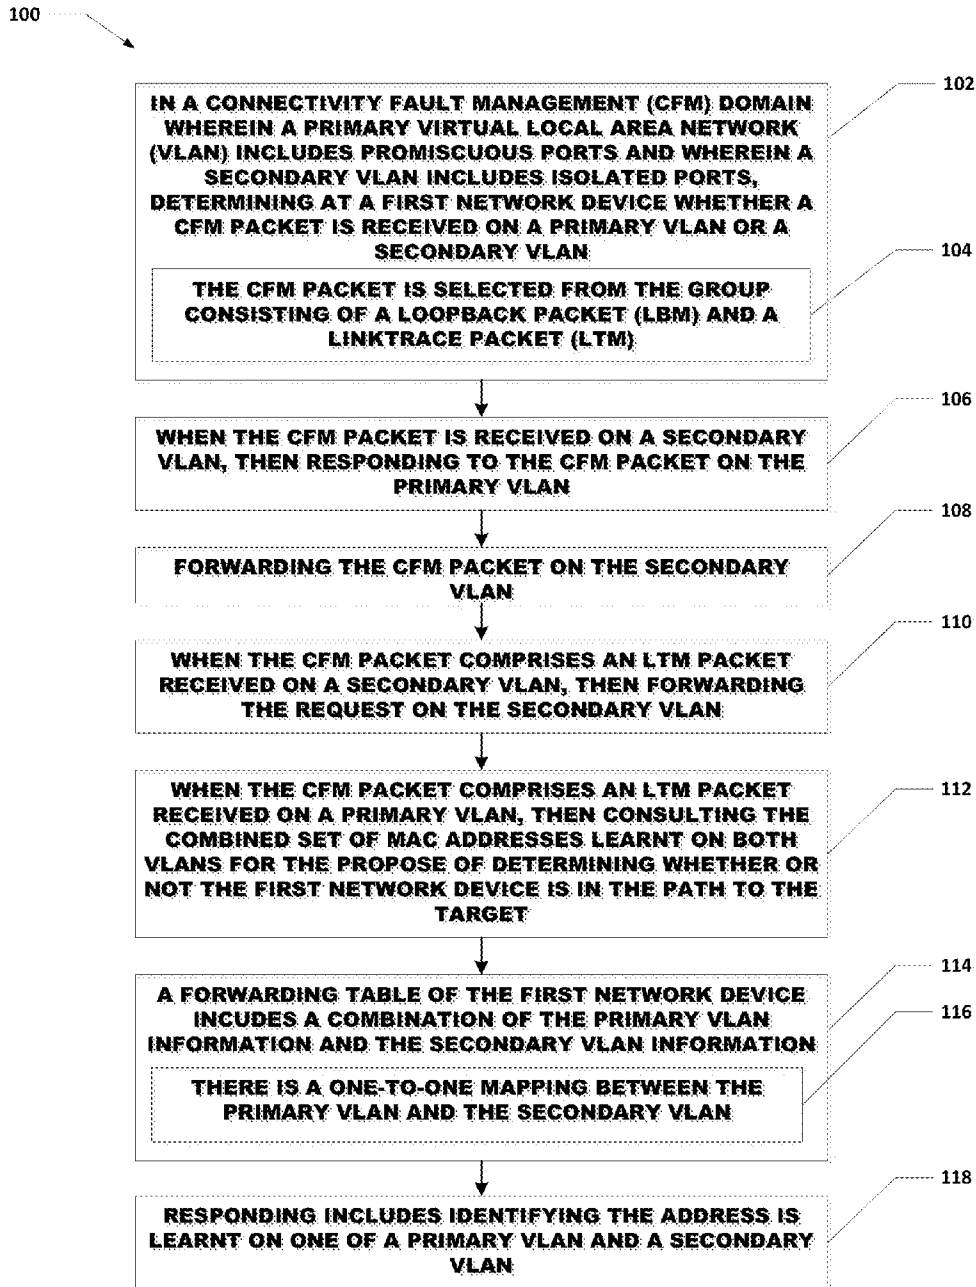 100
102
IN A CONNECTIVITY FAULT MANAGEMENT (CFM) DOMAIN
WHEREIN A PRIMARY VIRTUAL LOCAL AREA NETWORK
(VLAN) INCLUDES PROMISCUOUS PORTS AND WHEREIN A
SECONDARY VLAN INCLUDES ISOLATED PORTS,
DETERMINING AT A FIRST NETWORK DEVICE WHETHER A
CFM PACKET IS RECEIVED ON A PRIMARY VLAN OR A
SECONDARY VLAN
104
THE CFM PACKET IS SELECTED FROM THE GROUP
CONSISTING OF A LOOPBACK PACKET (LBM) AND A
LINKTRACE PACKET (LTM)
106
WHEN THE CFM PACKET IS RECEIVED ON A SECONDARY
VLAN, THEN RESPONDING TO THE CFM PACKET ON THE
PRIMARY VLAN
108
FORWARDING THE CFM PACKET ON THE SECONDARY
VLAN
110
WHEN THE CFM PACKET COMPRISES AN LTM PACKET
RECEIVED ON A SECONDARY VLAN, THEN FORWARDING
THE REQUEST ON THE SECONDARY VLAN
112
WHEN THE CFM PACKET COMPRISES AN LTM PACKET
RECEIVED ON A PRIMARY VLAN, THEN CONSULTING THE
COMBINED SET OF MAC ADDRESSES LEARNT ON BOTH
VLANS FOR THE PROPOSE OF DETERMINING WHETHER OR
NOT THE FIRST NETWORK DEVICE IS IN THE PATH TO THE
TARGET
114
A FORWARDING TABLE OF THE FIRST NETWORK DEVICE
INCUDES A COMBINATION OF THE PRIMARY VLAN
INFORMATION AND THE SECONDARY VLAN INFORMATION
116
THERE IS A ONE-TO-ONE MAPPING BETWEEN THE
PRIMARY VLAN AND THE SECONDARY VLAN
118
RESPONDING INCLUDES IDENTIFYING THE ADDRESS IS
LEARNT ON ONE OF A PRIMARY VLAN AND A SECONDARY
VLAN